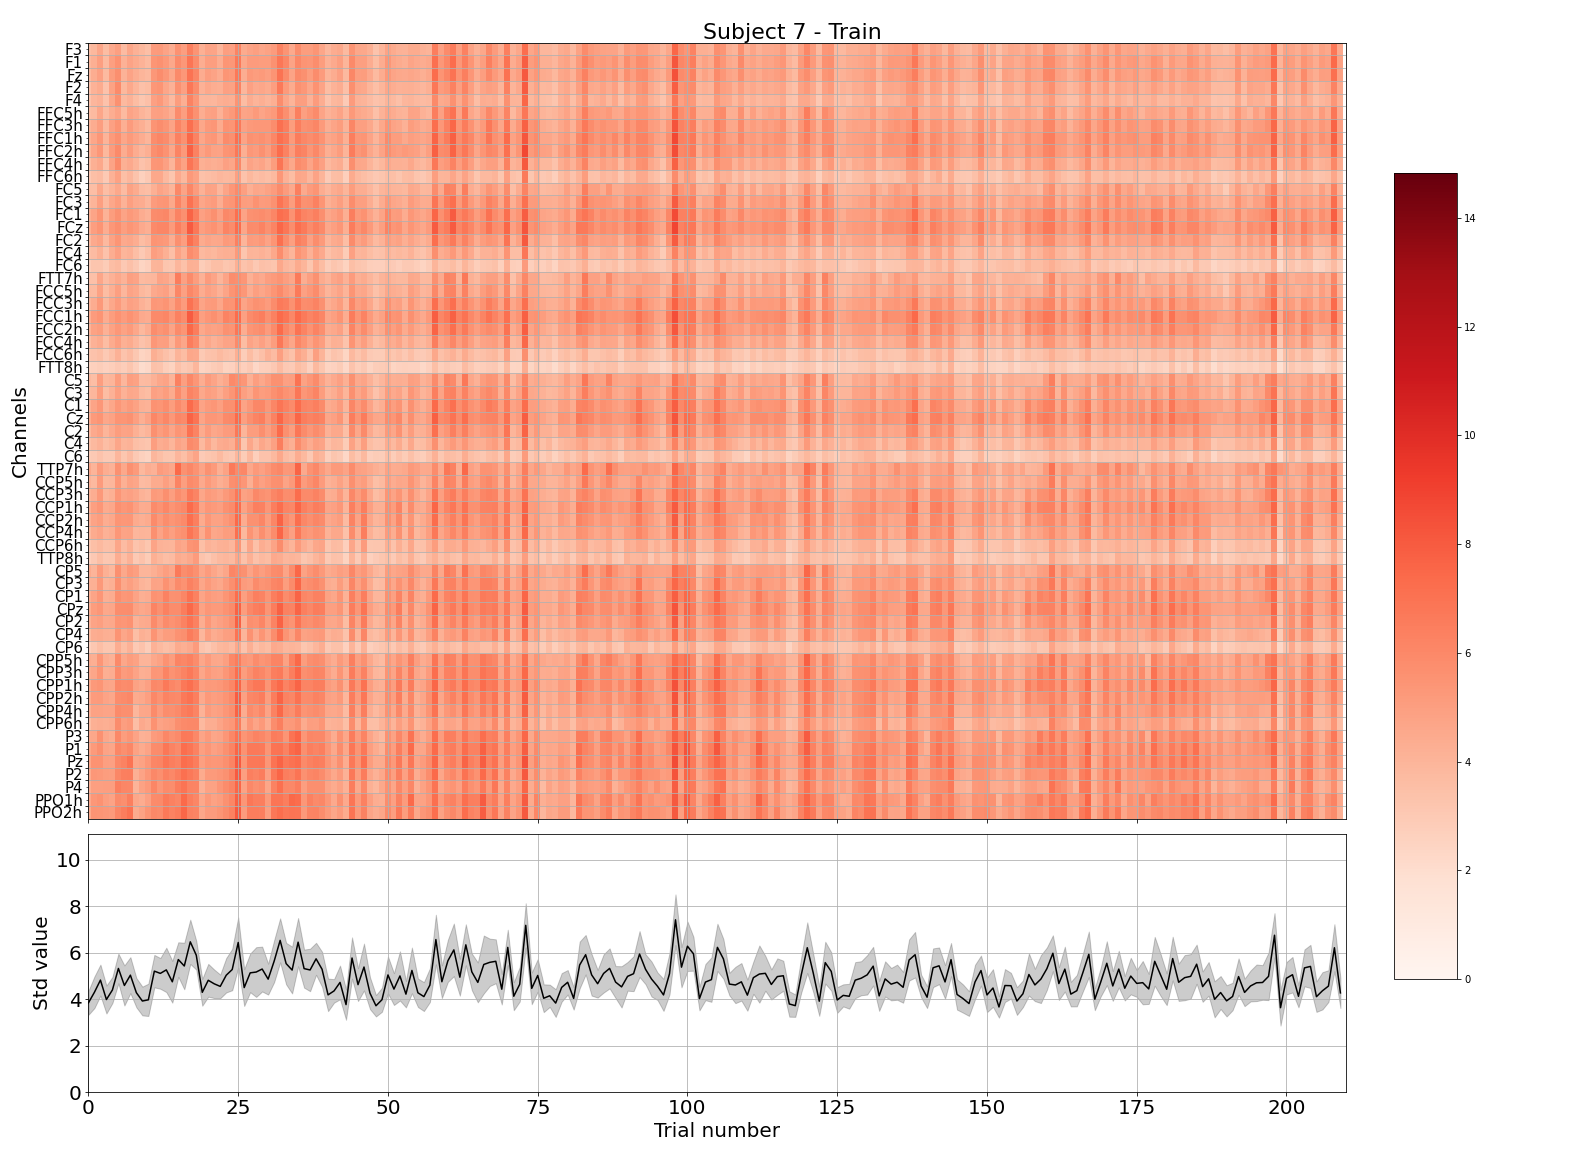 Subject 7 - Train
F3
F1
Fz
F2
F4
FFC5h
FFC3h
FFC1h
FFC2h
FFC4h
FFC6h
FC5
FC3
FC1
FCz
FC2
FC4
FC6
FTT7h
FCC5h
FCC3h
FCC1h
FCC2h
FCC4h
FCC6h
FTT8h
C5
C3
C1
Cz
C2
C4
C6
TTP7h
CCP5h
CCP3h
CCP1h
CCP2h
CCP4h
CCP6h
TTP8h
CP5
CP3
CP1
CPz
CP2
CP4
CP6
CPP5h
CPP3h
CPP1h
CPP2h
CPP4h
CPP6h
P3
P1
Pz
P2
P4
PPO1h
PPO2h
Channels
14
12
10
8
6
4
2
0
10
8
6
4
2
0
Std value
0 25 50 75 100 125 150 175 200
Trial number